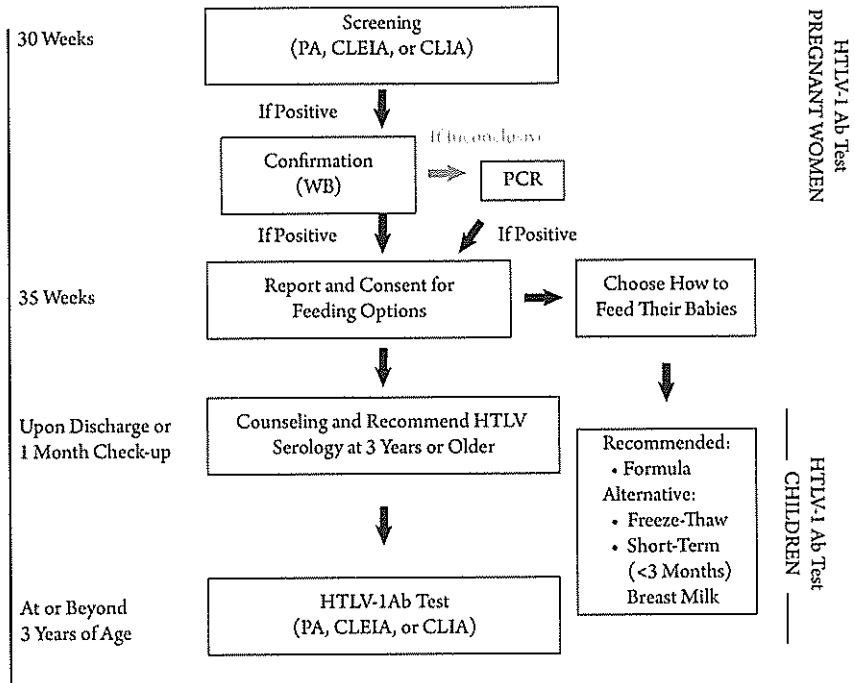 30 Weeks
Screening
(PA, CLEIA, or CLIA)
If Positive
If Inconclusive
Confirmation
(WB)
PCR
If Positive
If Positive
35 Weeks
Report and Consent for
Feeding Options
Choose How to
Feed Their Babies
Upon Discharge or
1 Month Check-up
Counseling and Recommend HTLV
Serology at 3 Years or Older
Recommended:
• Formula
Alternative:
• Freeze-Thaw
• Short-Term
(<3 Months)
Breast Milk
At or Beyond
3 Years of Age
HTLV-1Ab Test
(PA, CLEIA, or CLIA)
HTLV-1 Ab Test
PREGNANT WOMEN
HTLV-1 Ab Test
CHILDREN